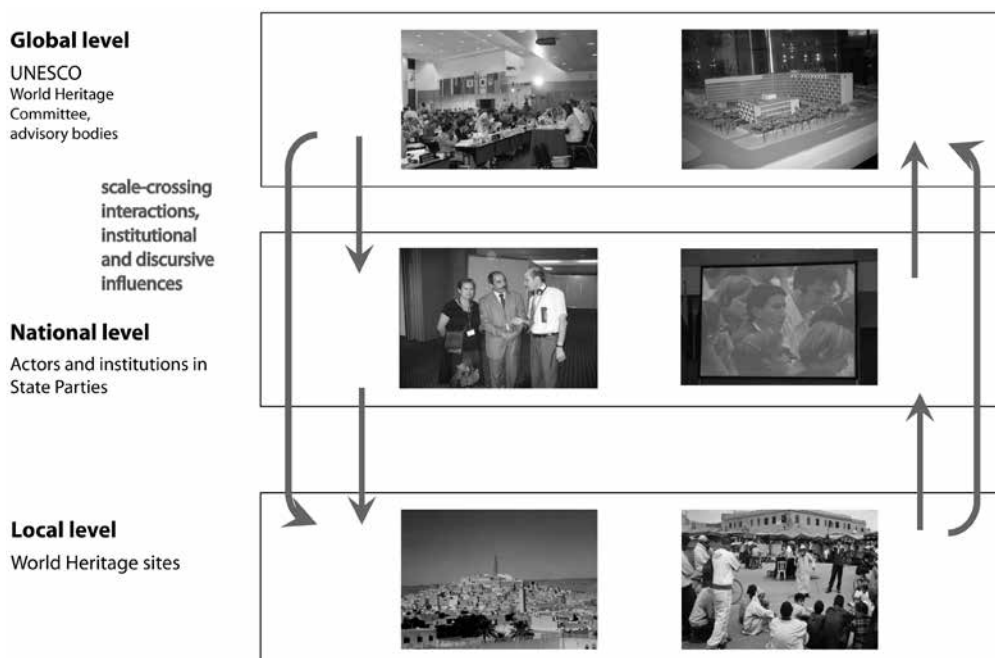 Global level
UNESCO
World Heritage
Committee,
advisory bodies
scale-crossing
interactions,
institutional
and discursive
influences
National level
Actors and institutions in
State Parties
Local level
World Heritage sites